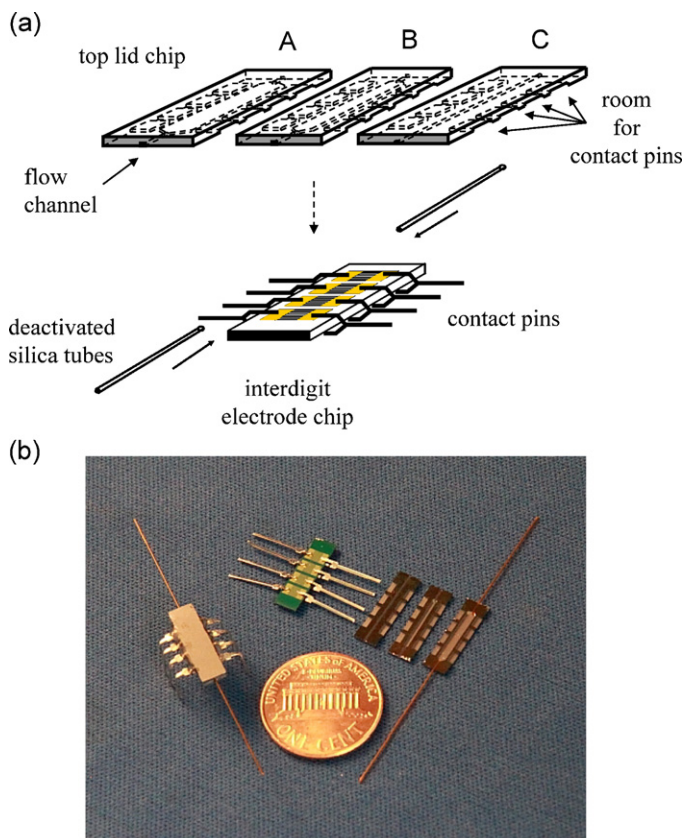 (a)
A B C
top lid chip
room
for
contact pins
flow
channel
deactivated
silica tubes
contact pins
interdigit
electrode chip
(b)
UNITED STATES OF AMERICA
ONE CENT